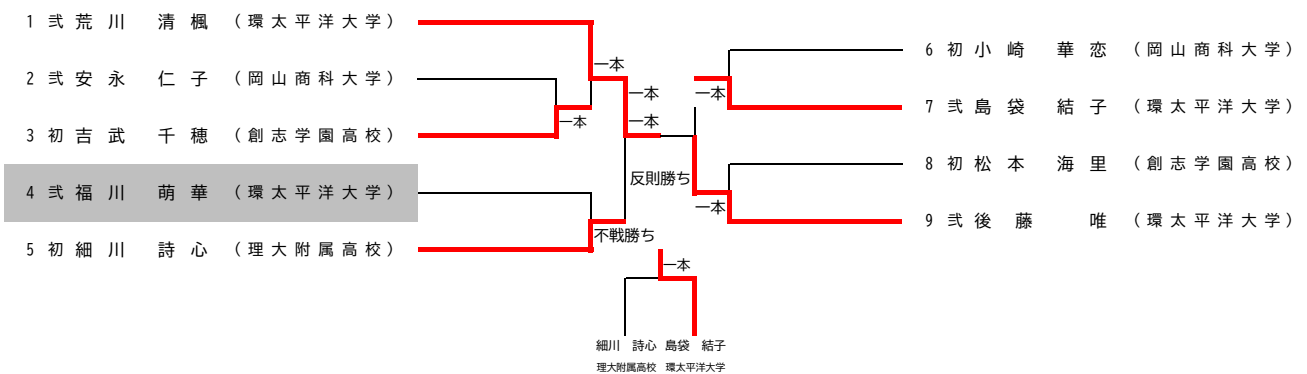 1 弐 荒川 清楓 (環太平洋大学)
2 弐 安永 仁子 (岡山商科大学)
3 初 吉武 千穂 (創志学園高校)
4 弐 福川 萌華 (環太平洋大学)
5 初 細川 詩心 (理大附属高校)
一本
一本
一本
一本
不戦勝ち
6 初 小崎 華恋 (岡山商科大学)
7 弐 島袋 結子 (環太平洋大学)
8 初 松本 海里 (創志学園高校)
9 弐 後藤 唯 (環太平洋大学)
一本
反則勝ち
一本
一本
細川 詩心 島袋 結子
理大附属高校 環太平洋大学